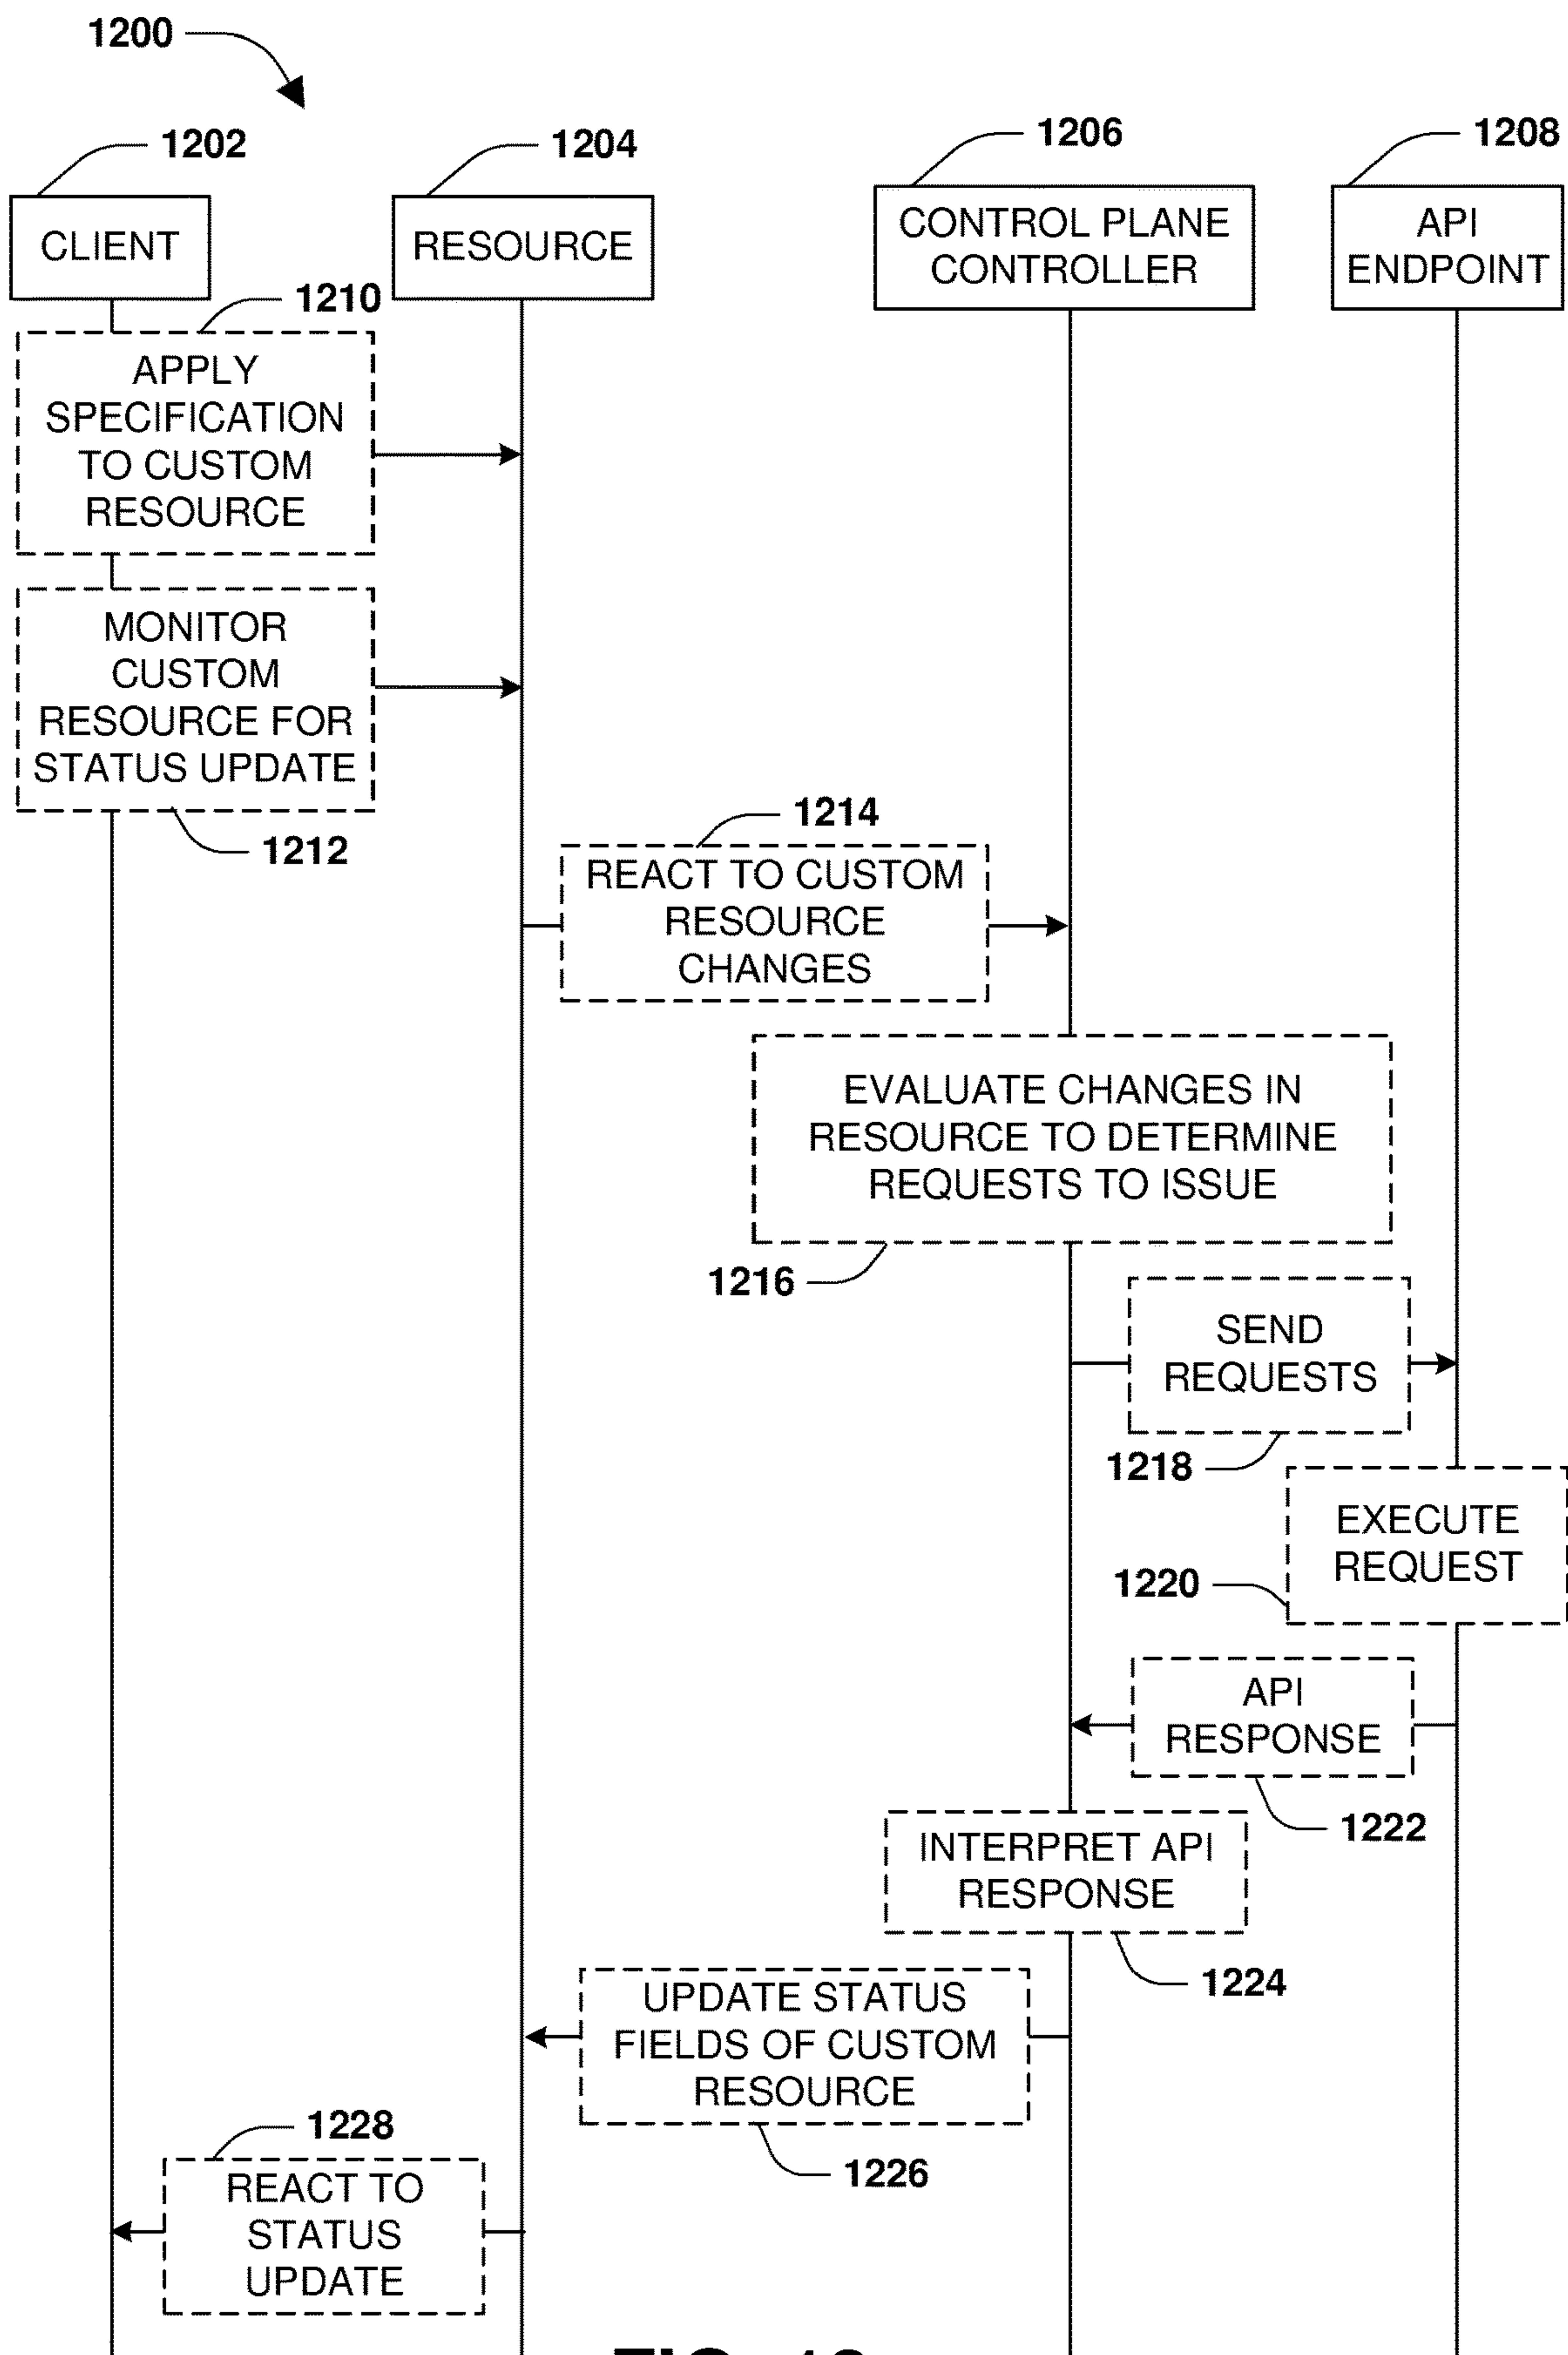 1200
1202
1204
1206
1208
CLIENT
RESOURCE
CONTROL PLANE
CONTROLLER
API
ENDPOINT
1210
APPLY
SPECIFICATION
TO CUSTOM
RESOURCE
MONITOR
CUSTOM
RESOURCE FOR
STATUS UPDATE
1212
1214
REACT TO CUSTOM
RESOURCE
CHANGES
EVALUATE CHANGES IN
RESOURCE TO DETERMINE
REQUESTS TO ISSUE
1216
SEND
REQUESTS
1218
EXECUTE
REQUEST
1220
API
RESPONSE
1222
INTERPRET API
RESPONSE
1224
UPDATE STATUS
FIELDS OF CUSTOM
RESOURCE
1226
1228
REACT TO
STATUS
UPDATE